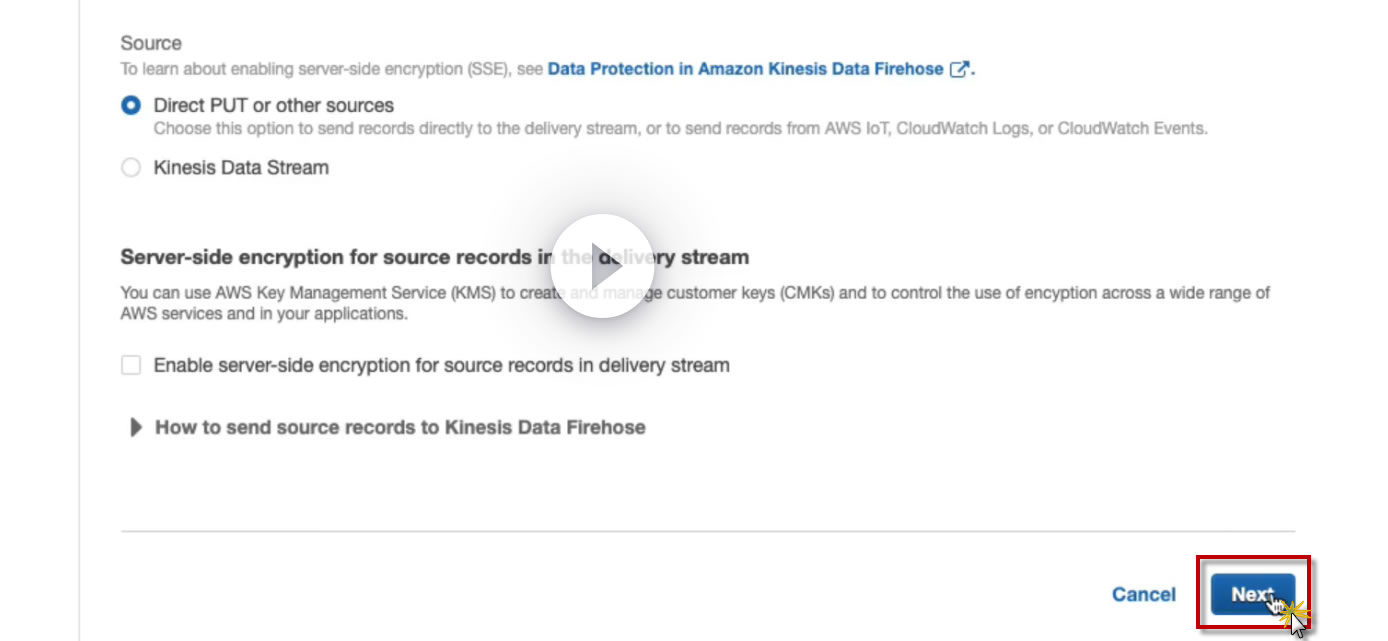 Source
To learn about enabling server-side encryption (SSE), see Data Protection in Amazon Kinesis Data Firehose.
Direct PUT or other sources
Choose this option to send records directly to the delivery stream, or to send records from AWS IoT, CloudWatch Logs, or CloudWatch Events.
Kinesis Data Stream
Server-side encryption for source records in the delivery stream
You can use AWS Key Management Service (KMS) to create and manage customer keys (CMKs) and to control the use of encyption across a wide range of
AWS services and in your applications.
Enable server-side encryption for source records in delivery stream
How to send source records to Kinesis Data Firehose
Cancel
Next